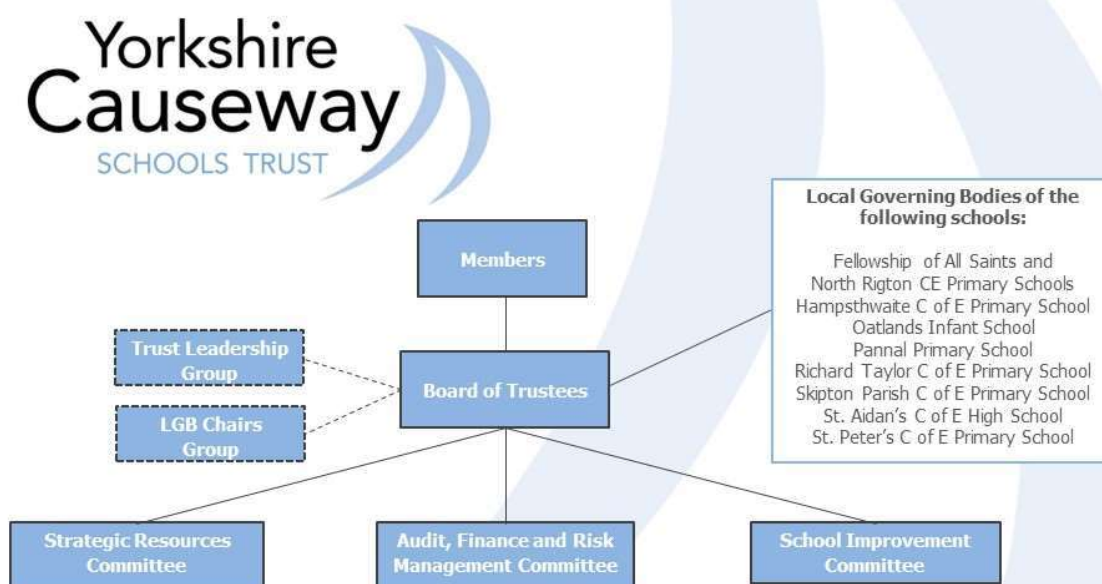 Yorkshire
Causeway
SCHOOLS TRUST
Members
Trust Leadership
Group
LGB Chairs
Group
Board of Trustees
Local Governing Bodies of the
following schools:
Fellowship of All Saints and
North Rigton CE Primary Schools
Hampsthwaite C of E Primary School
Oatlands Infant School
Pannal Primary School
Richard Taylor C of E Primary School
Skipton Parish C of E Primary School
St. Aidan's C of E High School
St. Peter's C of E Primary School
Strategic Resources
Committee
Audit, Finance and Risk
Management Committee
School Improvement
Committee